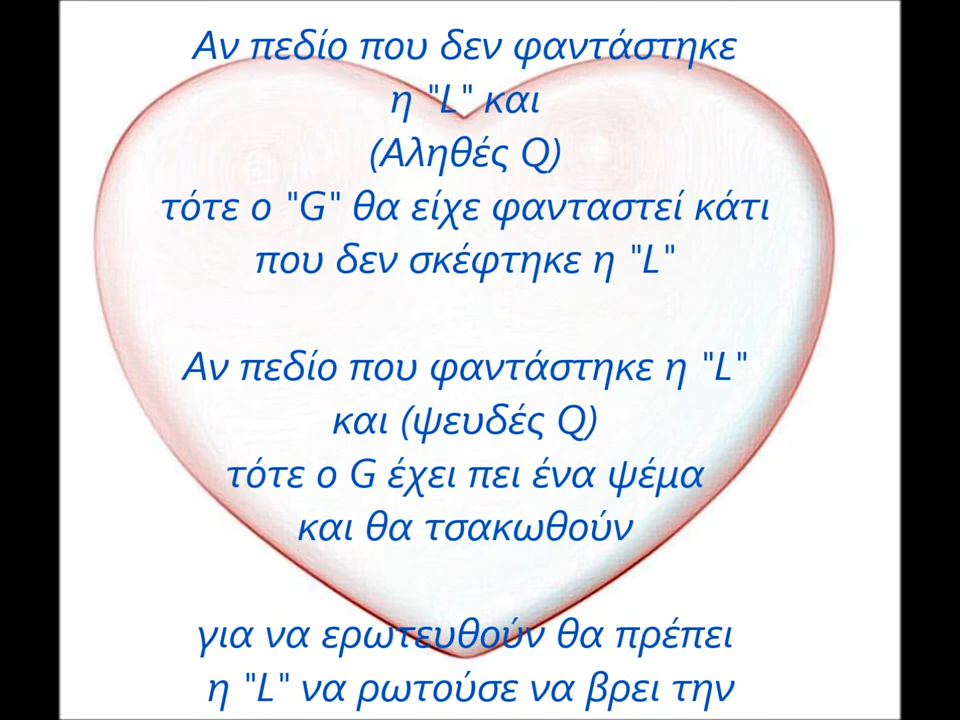 Αν πεδίο που δεν φαντάστηκε
η "L" και
(Αληθές Q)
τότε ο "G" θα είχε φανταστεί κάτι
που δεν σκέφτηκε η "L"
Αν πεδίο που φαντάστηκε η "L"
και (ψευδές Q)
τότε ο G έχει πει ένα ψέμα
και θα τσακωθούν
για να ερωτευθούν θα πρέπει
η "L" να ρωτούσε να βρει την